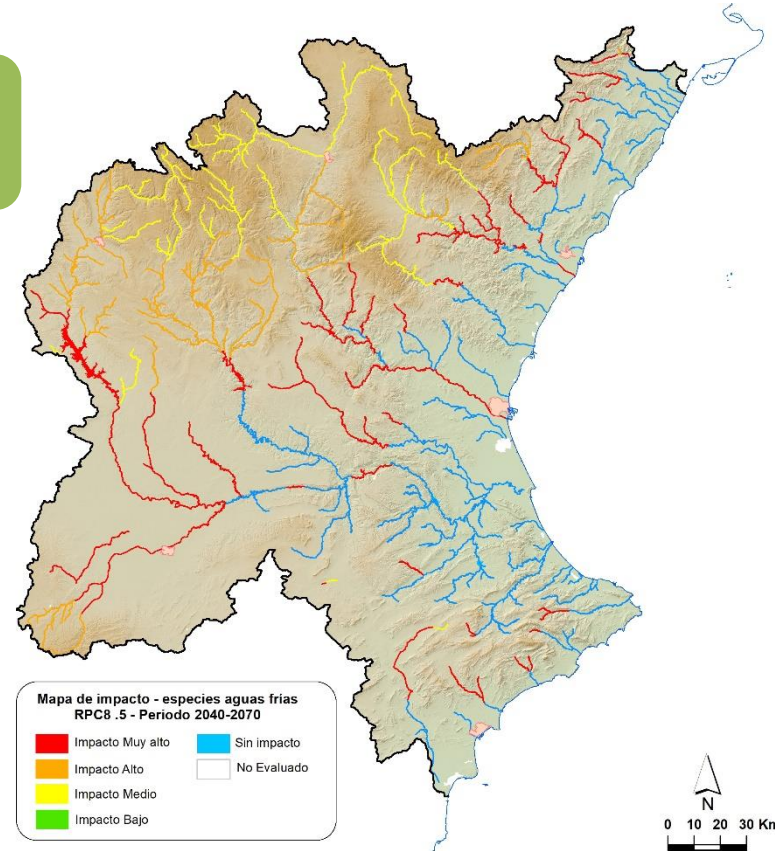 Mapa de impacto - especies aguas frías
RPC8 .5 - Periodo 2040-2070
Impacto Muy alto
Sin impacto
Impacto Alto
No Evaluado
Impacto Medio
Impacto Bajo
N
0 10 20 30 Km